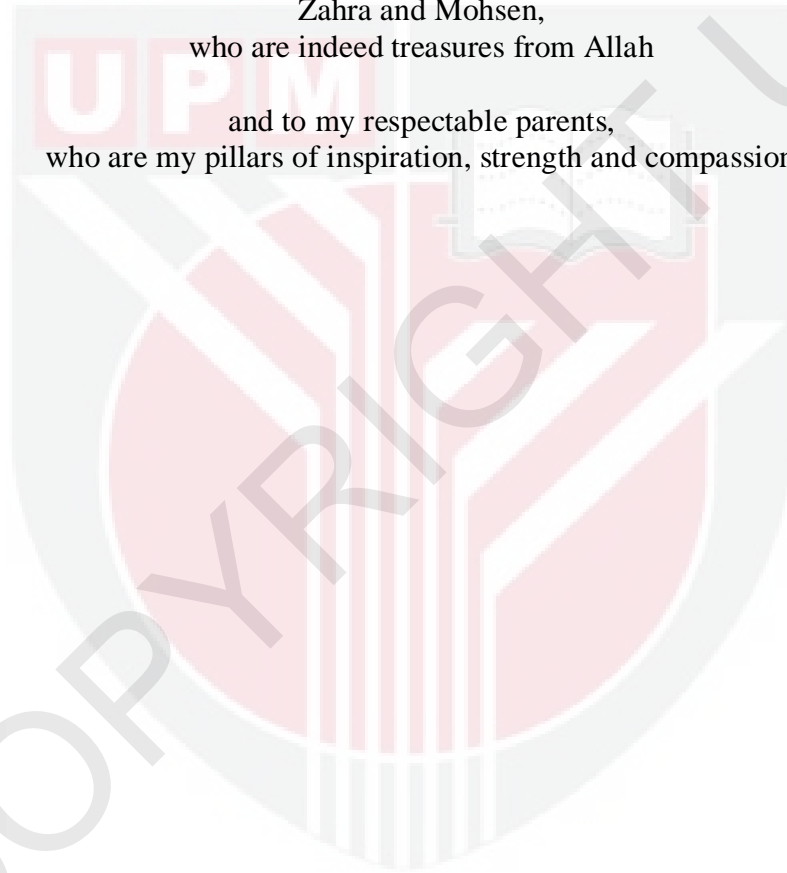 Zahra and Mohsen,
who are indeed treasures from Allah
and to my respectable parents,
who are my pillars of inspiration, strength and compassion
UPM
COPYRIGHT U